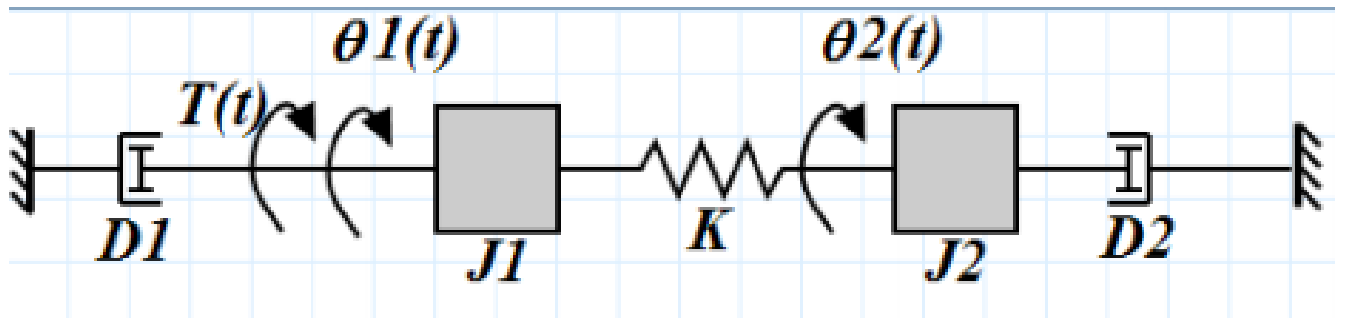 θ1(t) θ2(t)
T(t)
D1 J1 K J2 D2